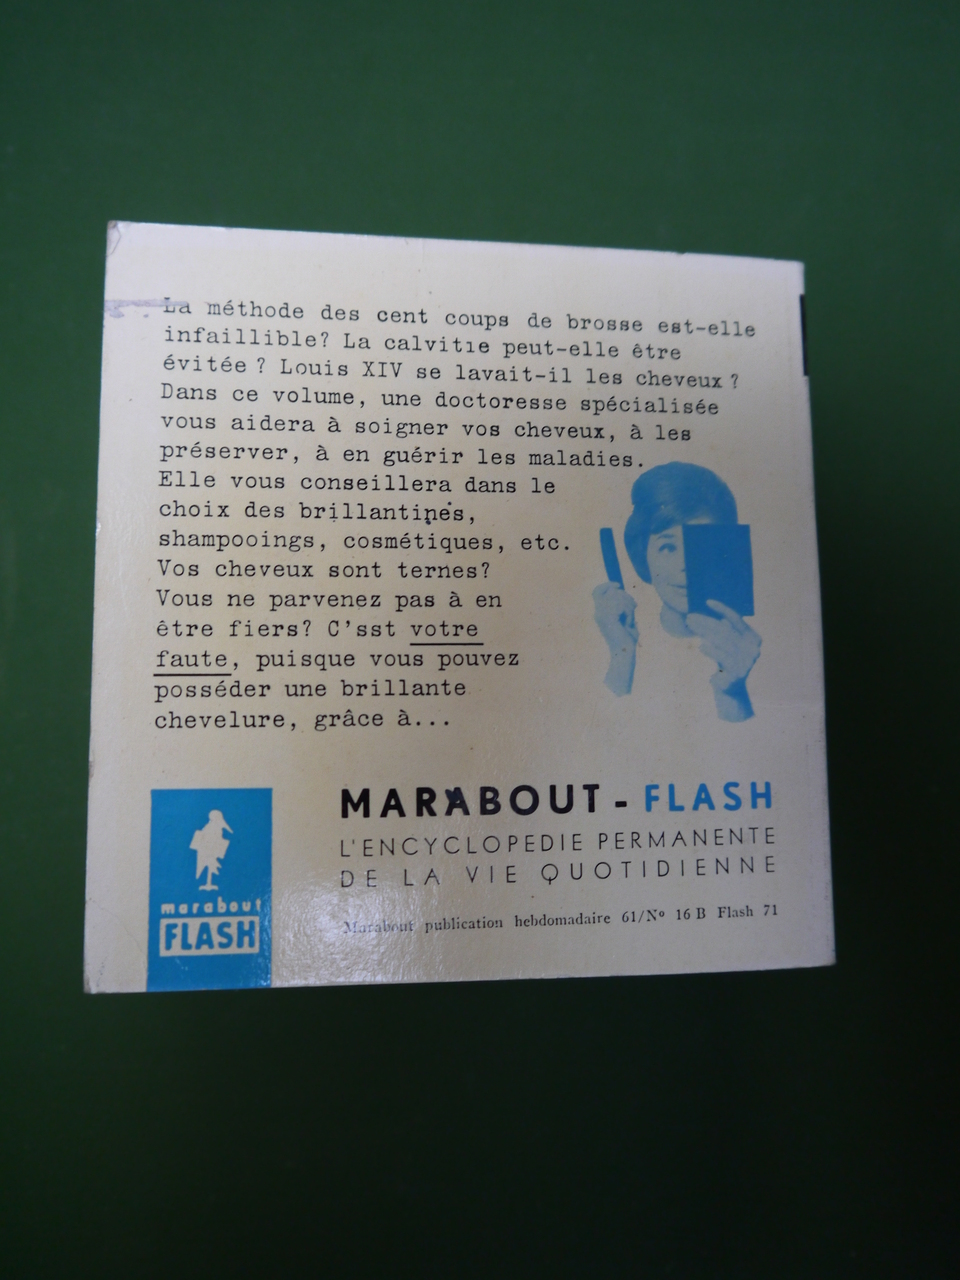 La méthode des cent coups de brosse est-elle
infaillible? La calvitie peut-elle être
évitée ? Louis XIV se lavait-il les cheveux ?
Dans ce volume, une doctoresse spécialisée
vous aidera à soigner vos cheveux, à les
préserver, à en guérir les maladies.
Elle vous conseillera dans le
choix des brillantines,
shampooings, cosmétiques, etc.
Vos cheveux sont ternes?
Vous ne parvenez pas à en
être fiers? C'sst votre
faute, puisque vous pouvez
posséder une brillante
chevelure, grâce à...
MARABOUT - FLASH
L'ENCYCLOPEDIE PERMANENTE
DE LA VIE QUOTIDIENNE
Marabout publication hebdomadaire 61/Nº 16 B Flash 71
marabout
FLASH